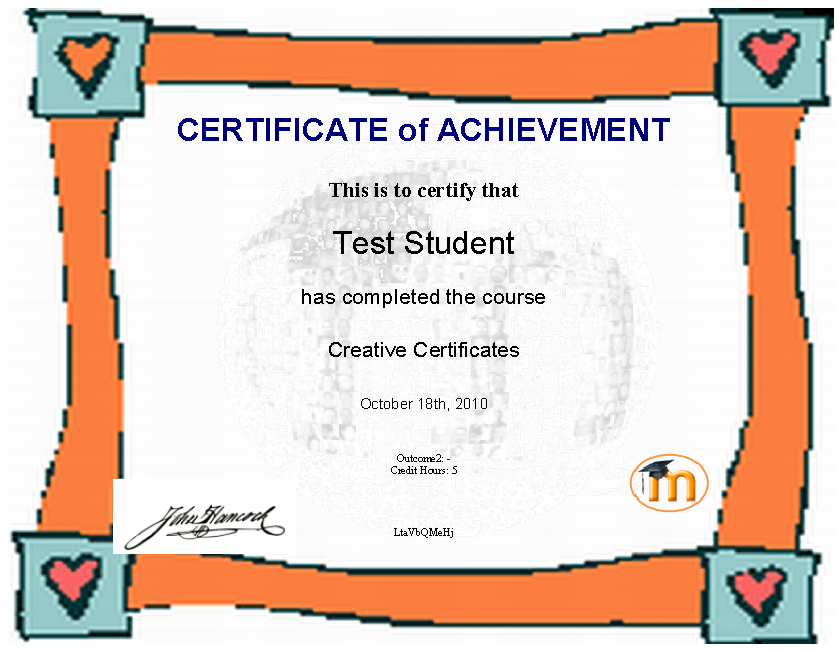 CERTIFICATE of ACHIEVEMENT
This is to certify that
Test Student
has completed the course
Creative Certificates
October 18th, 2010
Outcome2: -
Credit Hours: 5
m
John Hancock
LtaVbQMeHj